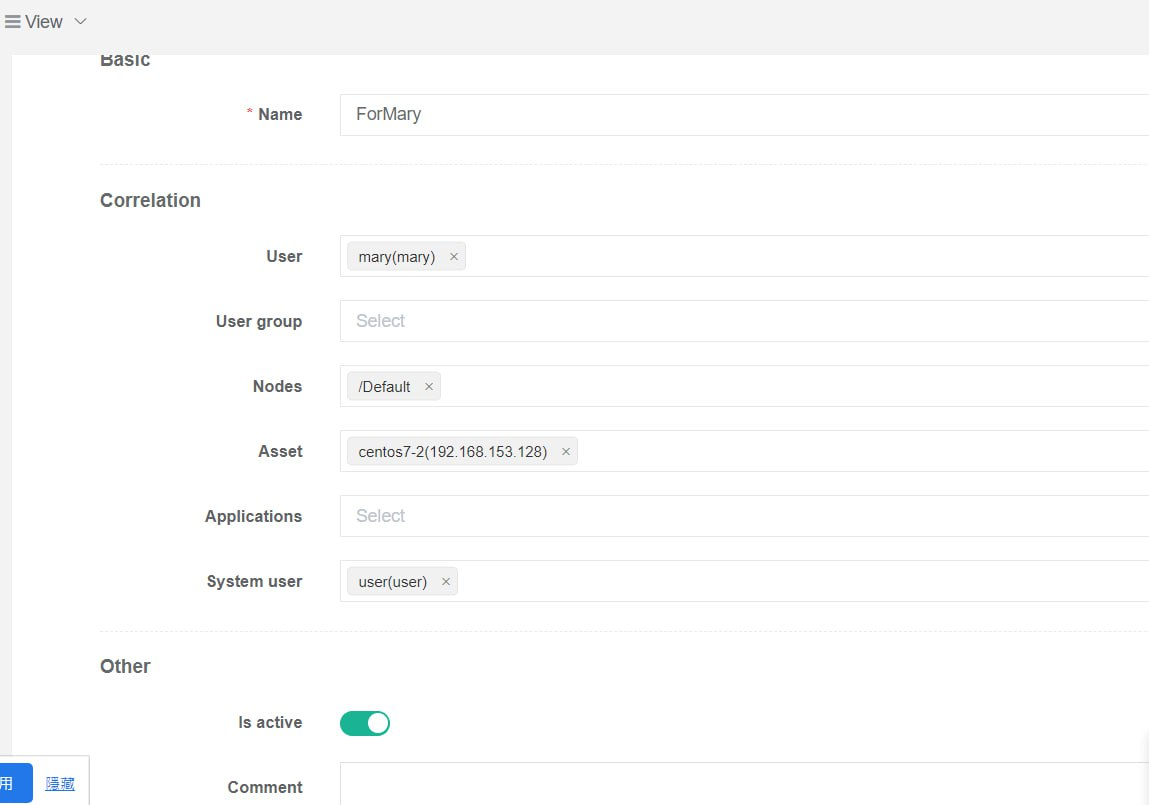 View
Basic
* Name
ForMary
Correlation
User
mary(mary) ×
User group
Select
Nodes
/Default ×
Asset
centos7-2(192.168.153.128) ×
Applications
Select
System user
user(user) ×
Other
Is active
用 隱藏
Comment